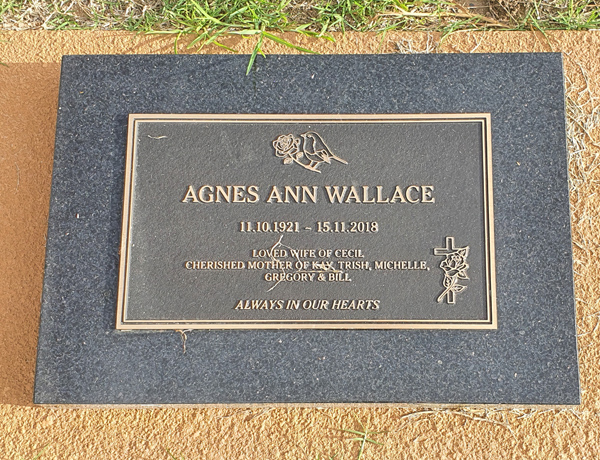 AGNES ANN WALLACE
11.10.1921 ~ 15.11.2018
LOVED WIFE OF CECIL
CHERISHED MOTHER OF KAY, TRISH, MICHELLE,
GREGORY & BILL
ALWAYS IN OUR HEARTS